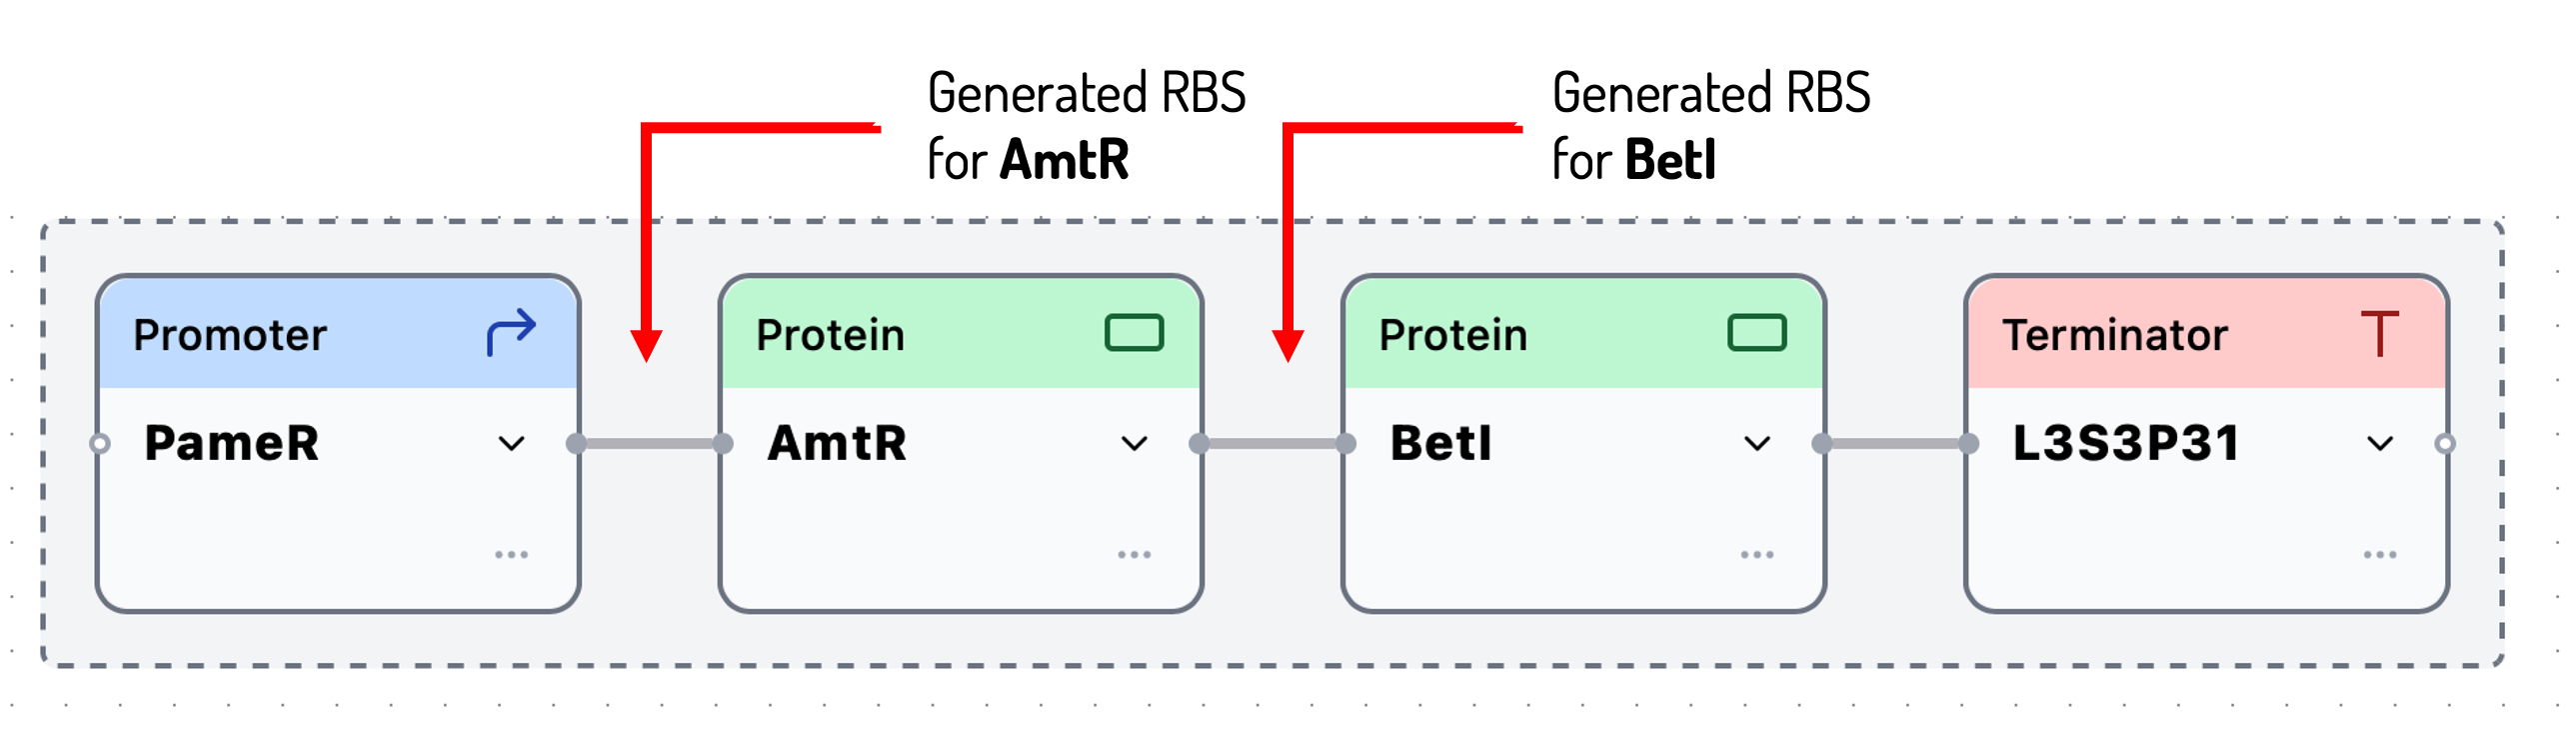 Generated RBS
for AmtR
Generated RBS
for BetI
Promoter
Protein
Protein
Terminator
PameR
AmtR
BetI
L3S3P31